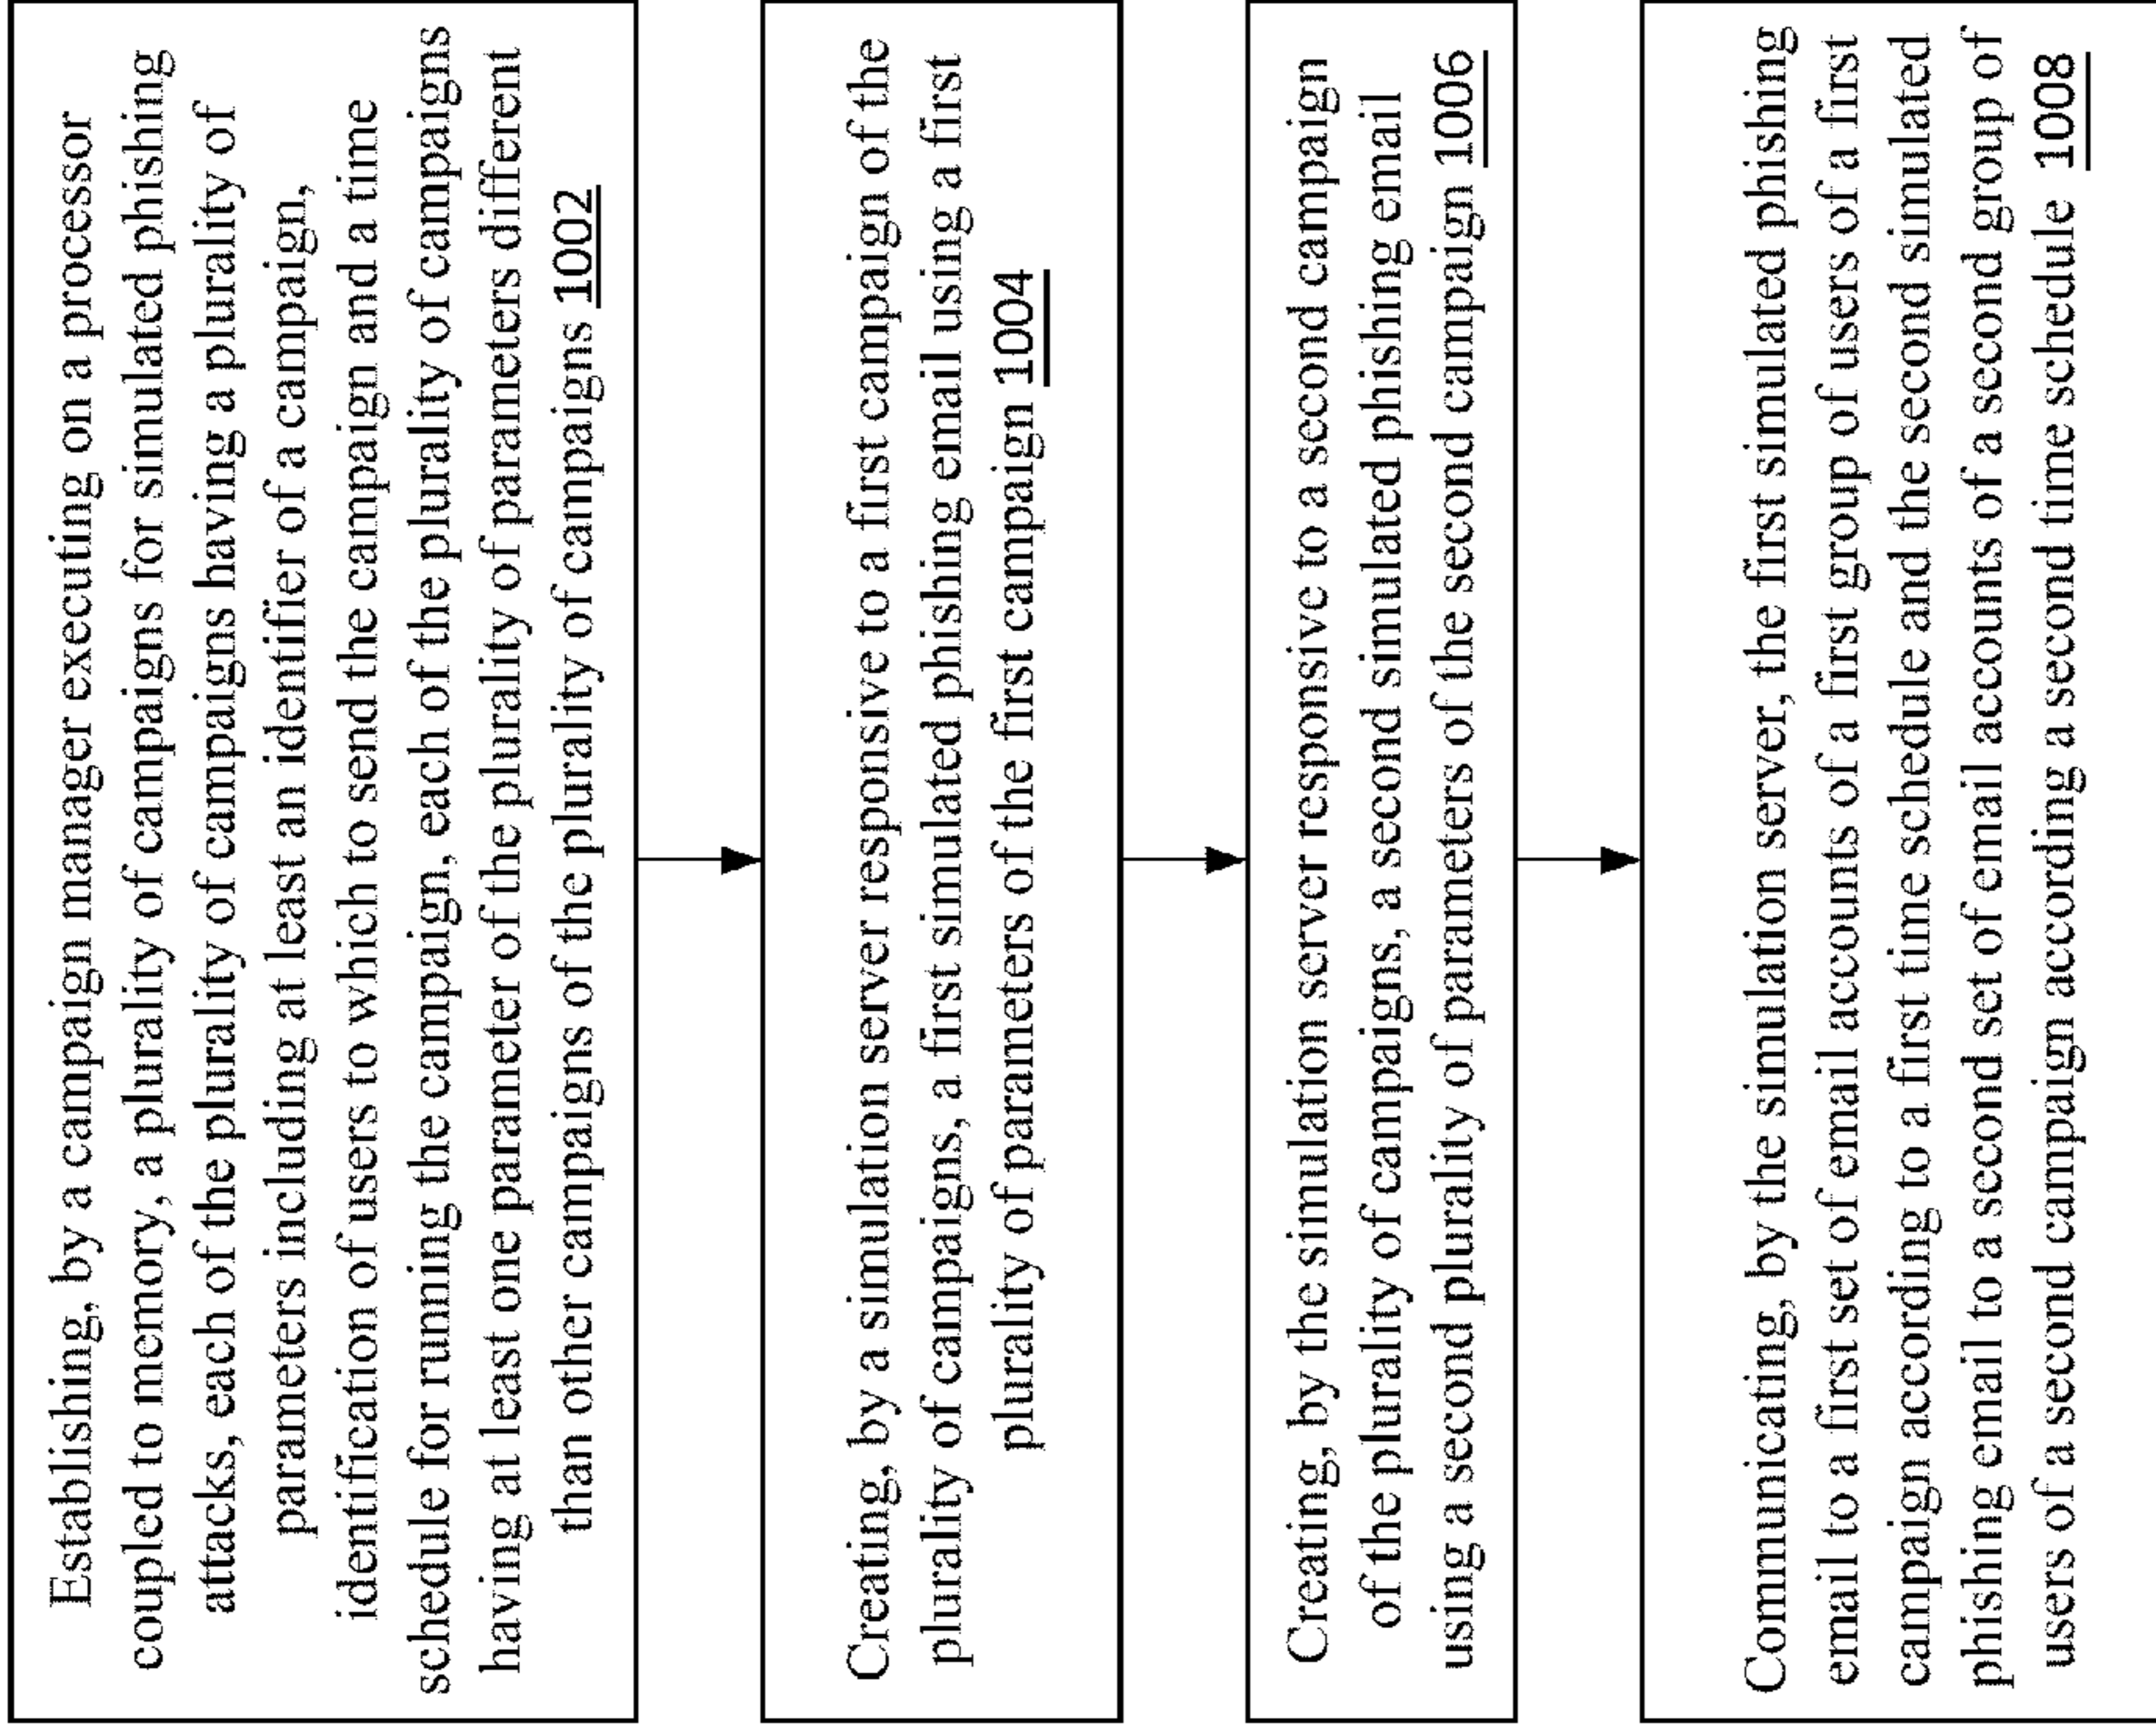 Establishing, by a campaign manager executing on a processor
coupled to memory, a plurality of campaigns for simulated phishing
attacks, each of the plurality of campaigns having a plurality of
parameters including at least an identifier of a campaign,
identification of users to which to send the campaign and a time
schedule for running the campaign, each of the plurality of campaigns
having at least one parameter of the plurality of parameters different
than other campaigns of the plurality of campaigns 1002
Creating, by a simulation server responsive to a first campaign of the
plurality of campaigns, a first simulated phishing email using a first
plurality of parameters of the first campaign 1004
Creating, by the simulation server responsive to a second campaign
of the plurality of campaigns, a second simulated phishing email
using a second plurality of parameters of the second campaign 1006
Communicating, by the simulation server, the first simulated phishing
email to a first set of email accounts of a first group of users of a first
campaign according to a first time schedule and the second simulated
phishing email to a second set of email accounts of a second group of
users of a second campaign according a second time schedule 1008